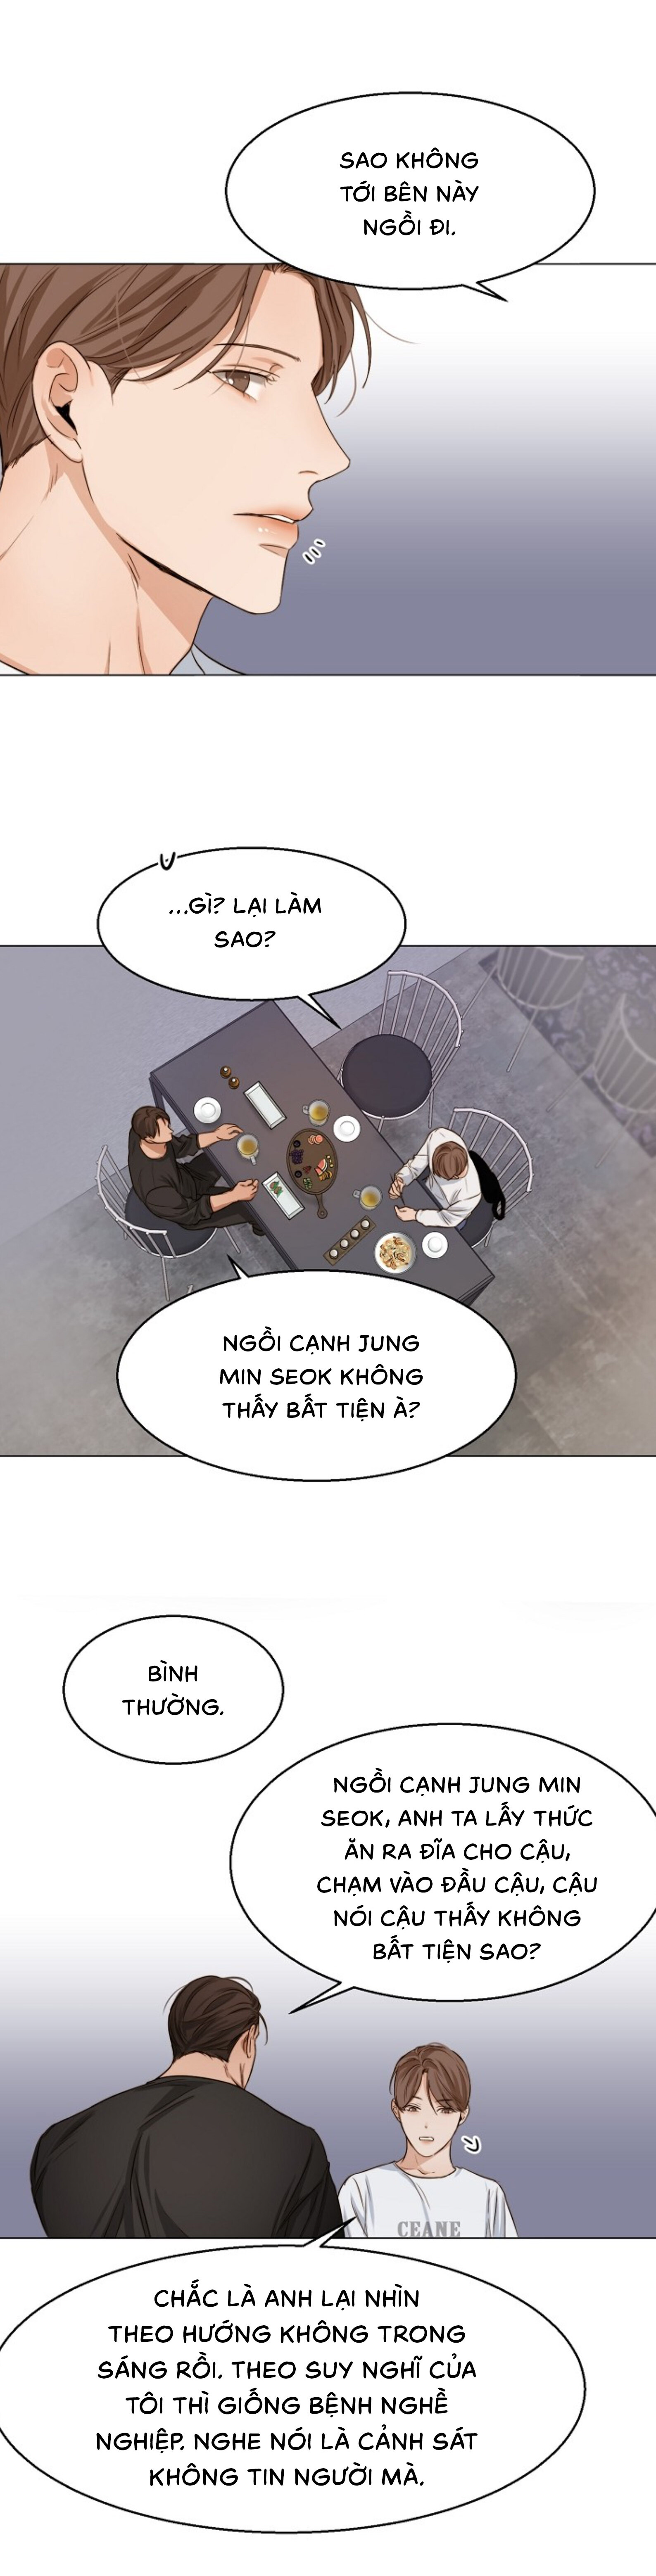 SAO KHÔNG
TỚI BÊN NÀY
NGỒI ĐI.
...GÌ? LẠI LÀM
SAO?
NGỒI CẠNH JUNG
MIN SEOK KHÔNG
THẤY BẤT TIỆN À?
BÌNH
THƯỜNG.
NGỒI CẠNH JUNG MIN
SEOK, ANH TA LẤY THỨC
ĂN RA ĐĨA CHO CẬU,
CHẠM VÀO ĐẦU CẬU, CẬU
NÓI CẬU THẤY KHÔNG
BẤT TIỆN SAO?
CEANE
CHẮC LÀ ANH LẠI NHÌN
THEO HƯỚNG KHÔNG TRONG
SÁNG RỒI. THEO SUY NGHĨ CỦA
TÔI THÌ GIỐNG BỆNH NGHỀ
NGHIỆP. NGHE NÓI LÀ CẢNH SÁT
KHÔNG TIN NGƯỜI MÀ.